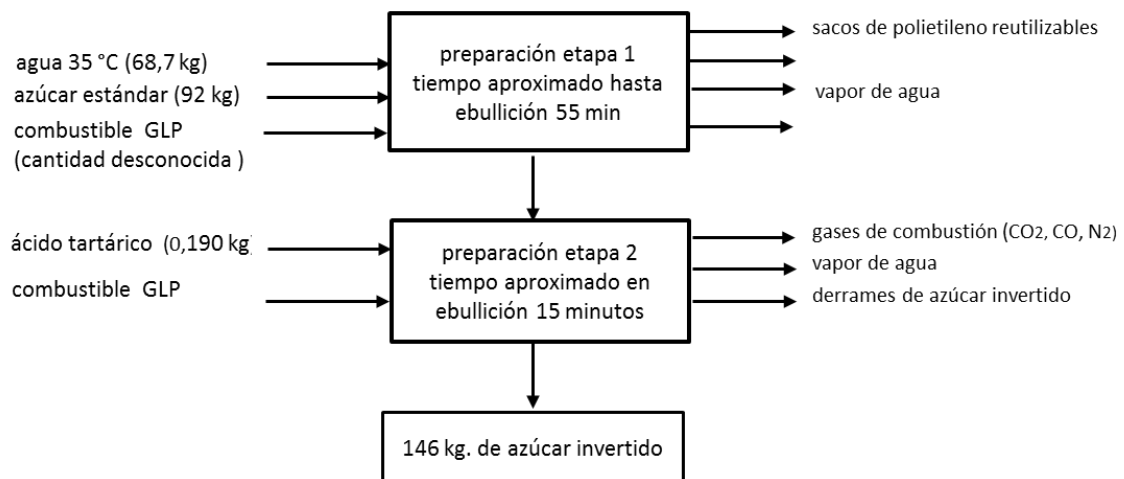 agua 35 °C (68,7 kg)
azúcar estándar (92 kg)
combustible GLP
(cantidad desconocida )
preparación etapa 1
tiempo aproximado hasta
ebullición 55 min
sacos de polietileno reutilizables
vapor de agua
ácido tartárico (0,190 kg)
combustible GLP
preparación etapa 2
tiempo aproximado en
ebullición 15 minutos
gases de combustión (CO2, CO, N2)
vapor de agua
derrames de azúcar invertido
146 kg. de azúcar invertido